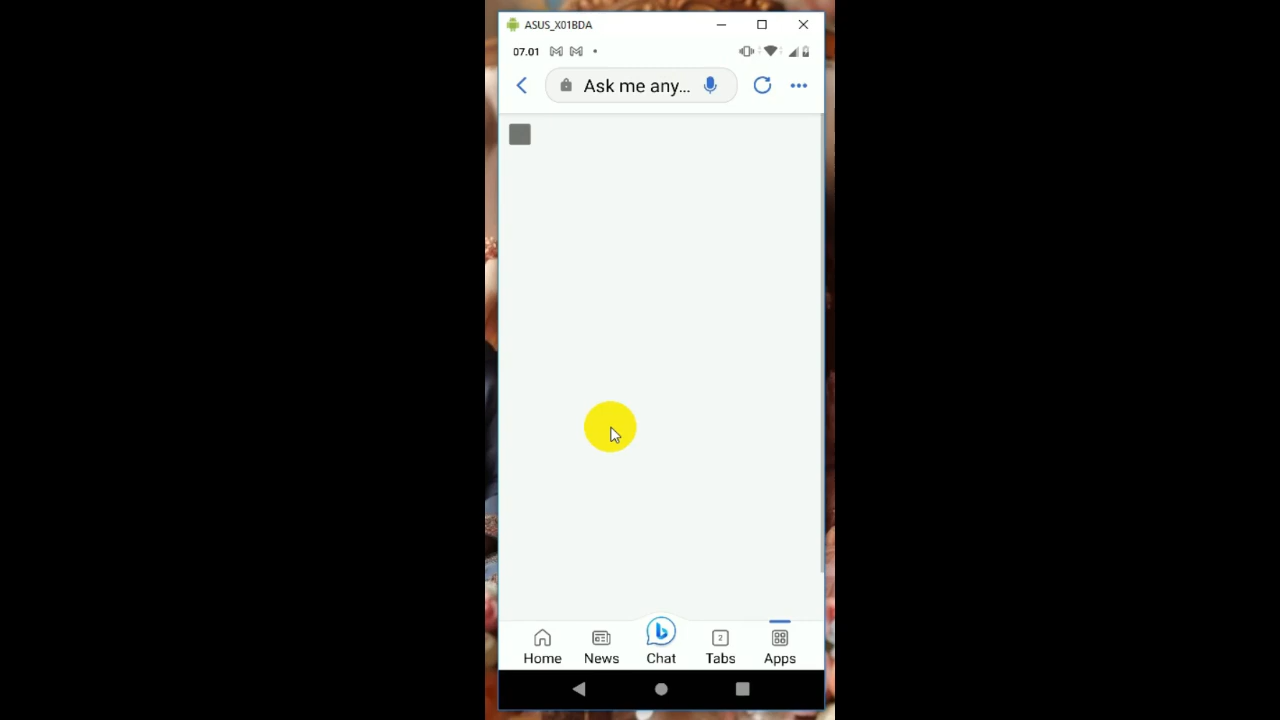 ASUS_X01BDA
07.01
Ask me any...
2
Home
News
Chat
Tabs
Apps